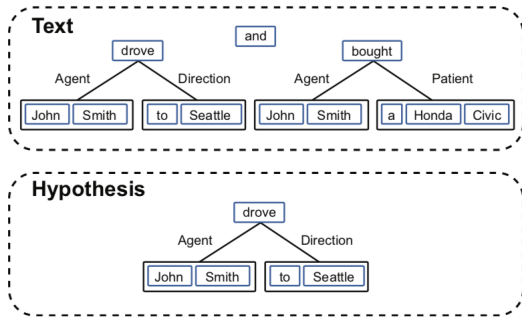 Text
and
drove bought
Agent Direction Agent Patient
John Smith to Seattle John Smith a Honda Civic
Hypothesis
drove
Agent Direction
John Smith to Seattle